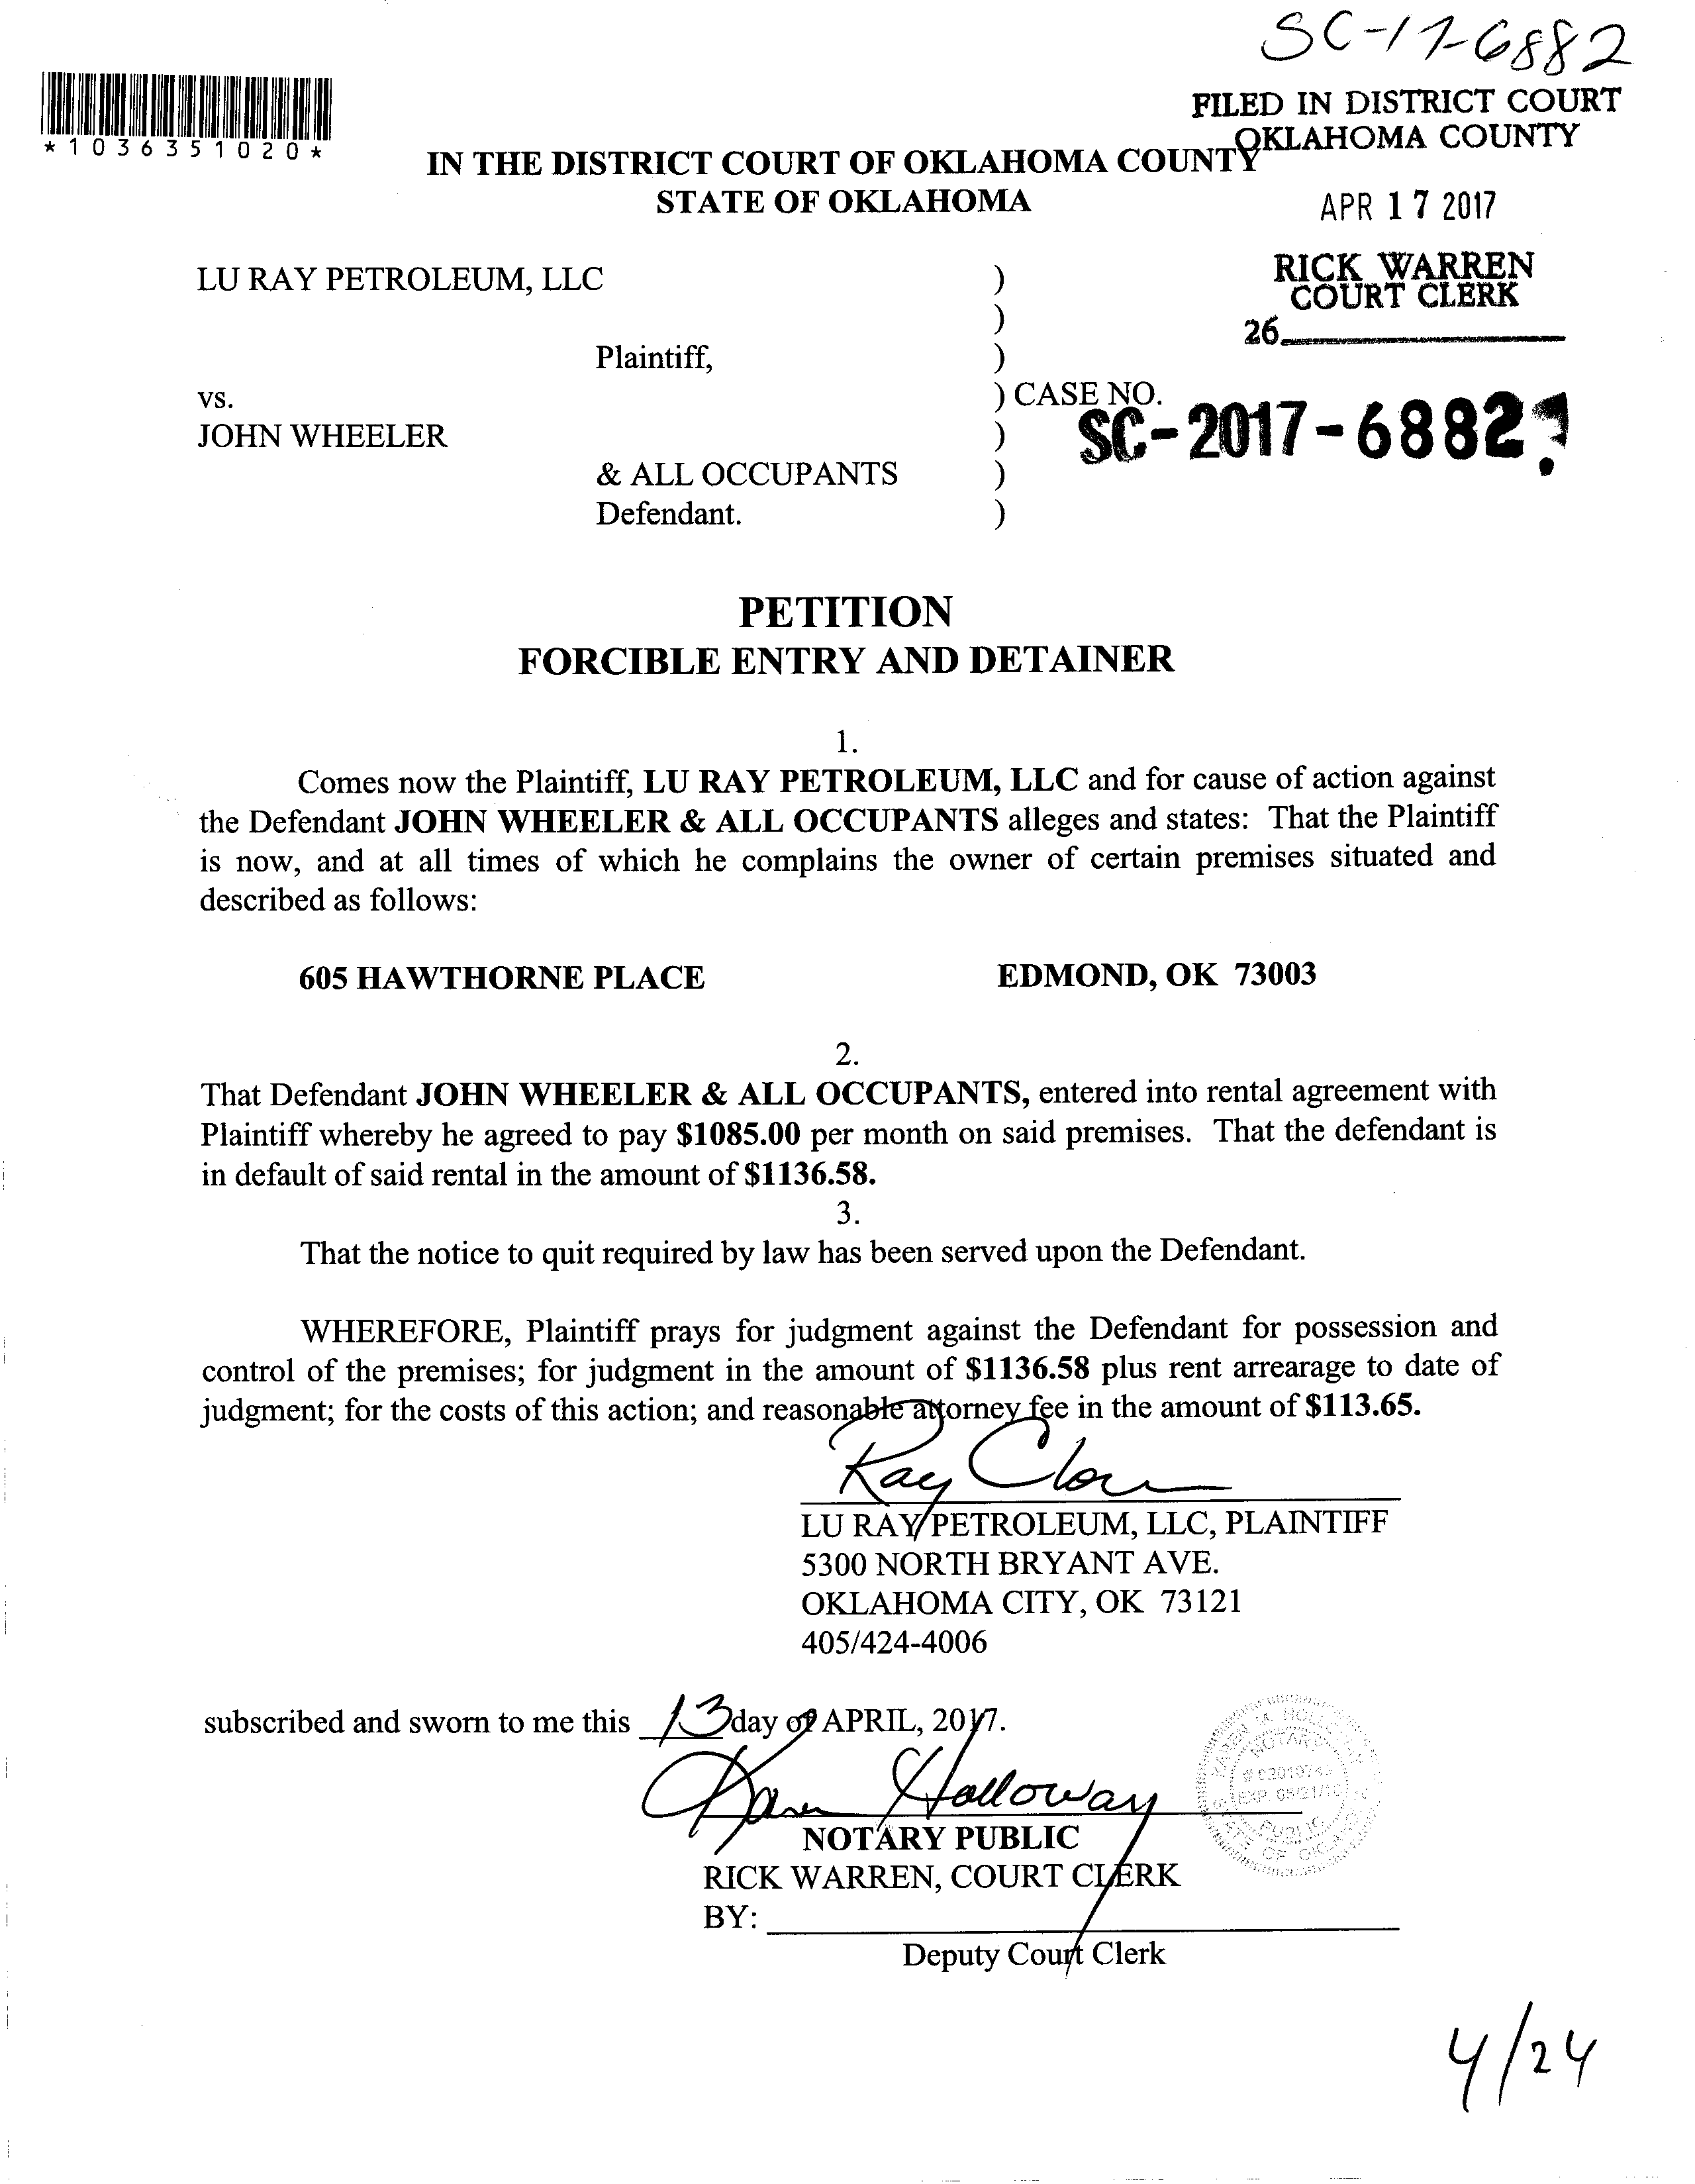 SC-17-6882
*1036351020*
FILED IN DISTRICT COURT
OKLAHOMA COUNTY
IN THE DISTRICT COURT OF OKLAHOMA COUNTY
STATE OF OKLAHOMA
APR 17 2017
RICK WARREN
COURT CLERK
26
LU RAY PETROLEUM, LLC )
)
Plaintiff, )
vs. ) CASE NO.
SC-2017-6882
JOHN WHEELER )
& ALL OCCUPANTS )
Defendant. )
PETITION
FORCIBLE ENTRY AND DETAINER
1.
Comes now the Plaintiff, LU RAY PETROLEUM, LLC and for cause of action against
the Defendant JOHN WHEELER & ALL OCCUPANTS alleges and states: That the Plaintiff
is now, and at all times of which he complains the owner of certain premises situated and
described as follows:
605 HAWTHORNE PLACE EDMOND, OK 73003
2.
That Defendant JOHN WHEELER & ALL OCCUPANTS, entered into rental agreement with
Plaintiff whereby he agreed to pay $1085.00 per month on said premises. That the defendant is
in default of said rental in the amount of $1136.58.
3.
That the notice to quit required by law has been served upon the Defendant.
WHEREFORE, Plaintiff prays for judgment against the Defendant for possession and
control of the premises; for judgment in the amount of $1136.58 plus rent arrearage to date of
judgment; for the costs of this action; and reasonable attorney fee in the amount of $113.65.
Ray
LU RAY PETROLEUM, LLC, PLAINTIFF
5300 NORTH BRYANT AVE.
OKLAHOMA CITY, OK 73121
405/424-4006
subscribed and sworn to me this 13 day of APRIL, 2017.
Karen Holloway
NOTARY PUBLIC
RICK WARREN, COURT CLERK
BY:
Deputy Court Clerk
NOTARY
PUBLIC
4/24